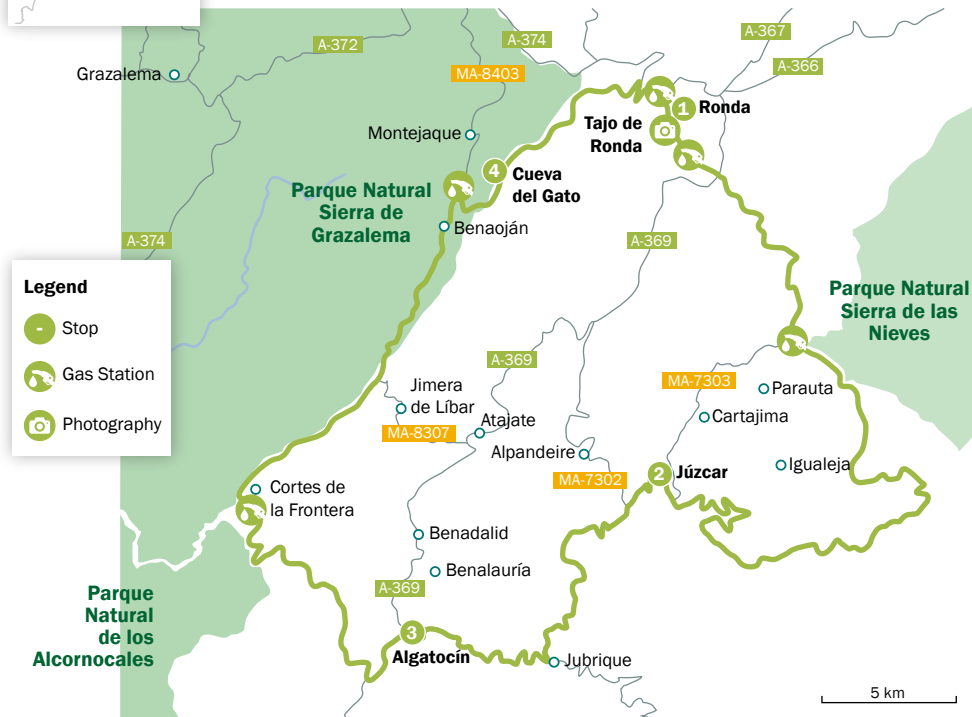 A-372
A-374
A-367
A-366
Grazalema
MA-8403
1
Ronda
Montejaque
Tajo de
Ronda
4
Cueva
del Gato
Parque Natural
Sierra de
Grazalema
Benaoján
A-374
A-369
Legend
- Stop
Gas Station
Photography
Parque Natural
Sierra de las
Nieves
A-369
MA-7303
Jimera
de Líbar
Parauta
Cartajima
Atajate
MA-8307
Alpandeire
MA-7302
2
Júzcar
Igualeja
Cortes de
la Frontera
Benadalid
Benalauría
A-369
Parque
Natural
de los
Alcornocales
3
Algatocín
Jubrique
5 km